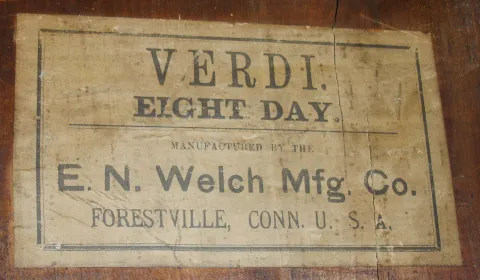 VERDI.
EIGHT DAY.
MANUFACTURED BY THE
E. N. Welch Mfg. Co.
FORESTVILLE, CONN. U. S. A.